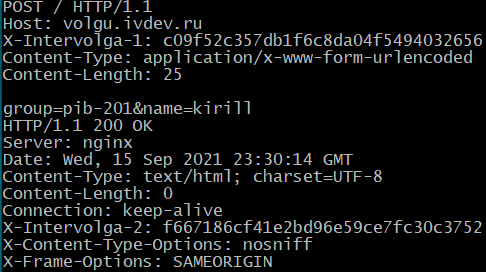 POST / HTTP/1.1
Host: volgu.ivdev.ru
X-Intervolga-1: c09f52c357db1f6c8da04f5494032656
Content-Type: application/x-www-form-urlencoded
Content-Length: 25

group=pib-201&name=kirill
HTTP/1.1 200 OK
Server: nginx
Date: Wed, 15 Sep 2021 23:30:14 GMT
Content-Type: text/html; charset=UTF-8
Content-Length: 0
Connection: keep-alive
X-Intervolga-2: f667186cf41e2bd96e59ce7fc30c3752
X-Content-Type-Options: nosniff
X-Frame-Options: SAMEORIGIN